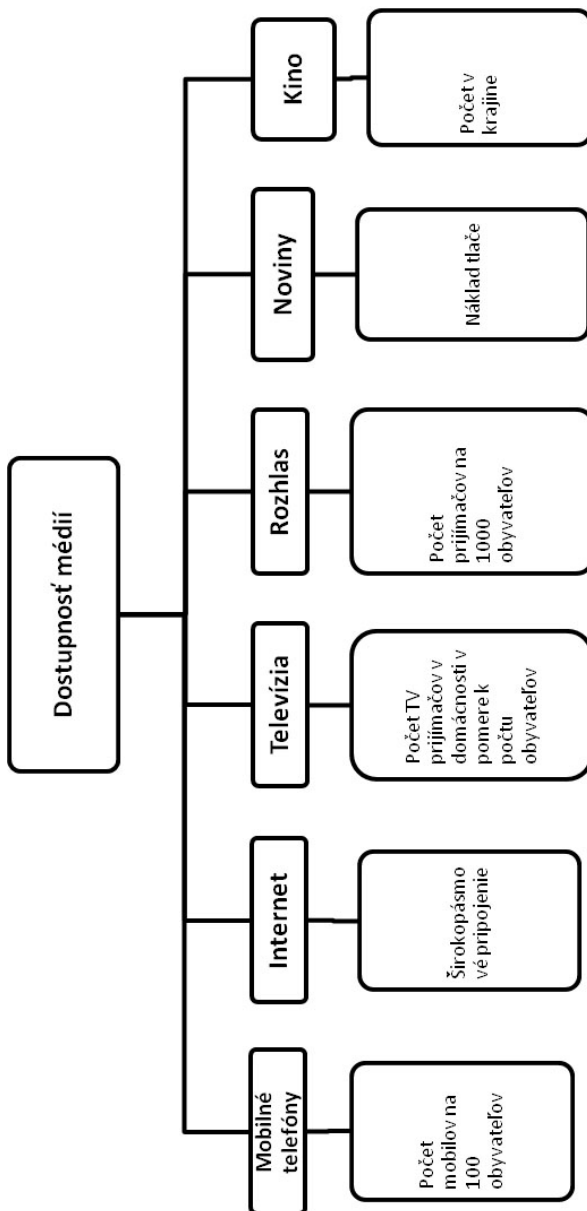 Dostupnosť médií
Mobilné
telefóny
Internet
Televízia
Rozhlas
Noviny
Kino
Počet
mobilov na
100
obyvateľov
Širokopásmo
vé pripojenie
Počet TV
prijímačov v
domácnosti v
pomere k
počtu
obyvateľov
Počet
prijímačov na
1000
obyvateľov
Náklad tlače
Počet v
krajine